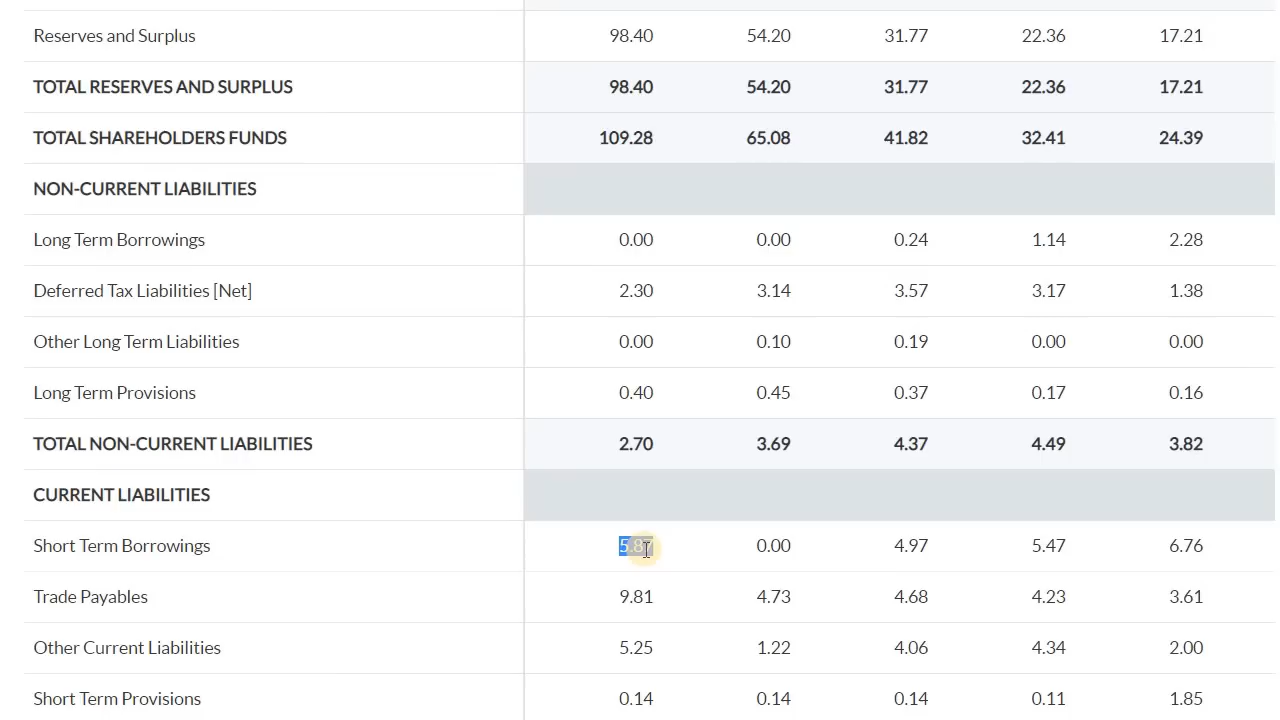 Reserves and Surplus 98.40 54.20 31.77 22.36 17.21
TOTAL RESERVES AND SURPLUS 98.40 54.20 31.77 22.36 17.21
TOTAL SHAREHOLDERS FUNDS 109.28 65.08 41.82 32.41 24.39
NON-CURRENT LIABILITIES
Long Term Borrowings 0.00 0.00 0.24 1.14 2.28
Deferred Tax Liabilities [Net] 2.30 3.14 3.57 3.17 1.38
Other Long Term Liabilities 0.00 0.10 0.19 0.00 0.00
Long Term Provisions 0.40 0.45 0.37 0.17 0.16
TOTAL NON-CURRENT LIABILITIES 2.70 3.69 4.37 4.49 3.82
CURRENT LIABILITIES
Short Term Borrowings 5.87 0.00 4.97 5.47 6.76
Trade Payables 9.81 4.73 4.68 4.23 3.61
Other Current Liabilities 5.25 1.22 4.06 4.34 2.00
Short Term Provisions 0.14 0.14 0.14 0.11 1.85